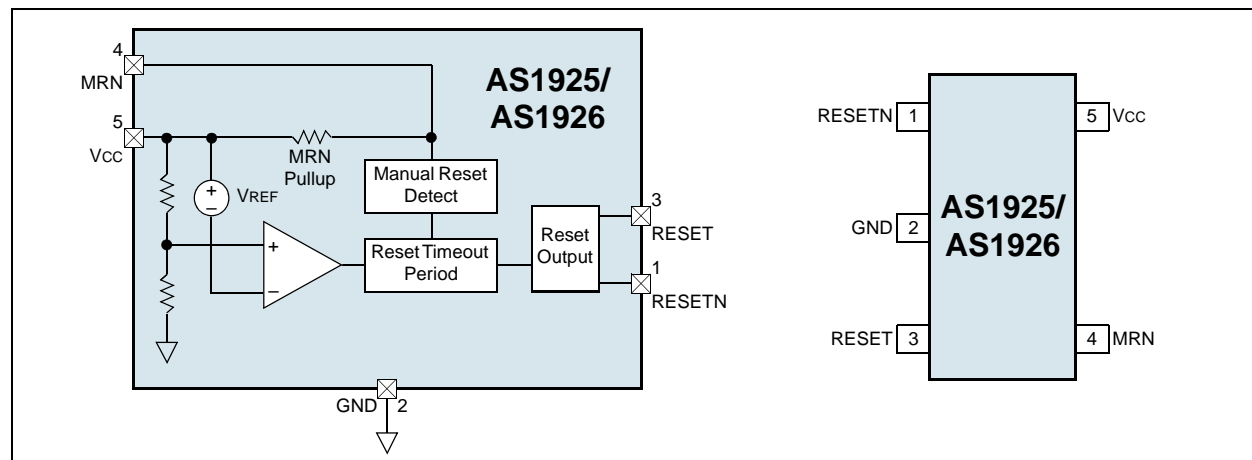 4
MRN
5
VCC
MRN
Pullup
VREF
+
−
+
−
AS1925/
AS1926
Manual Reset
Detect
Reset Timeout
Period
Reset
Output
3
RESET
1
RESETN
GND 2
RESETN 1
GND 2
RESET 3
AS1925/
AS1926
5 VCC
4 MRN